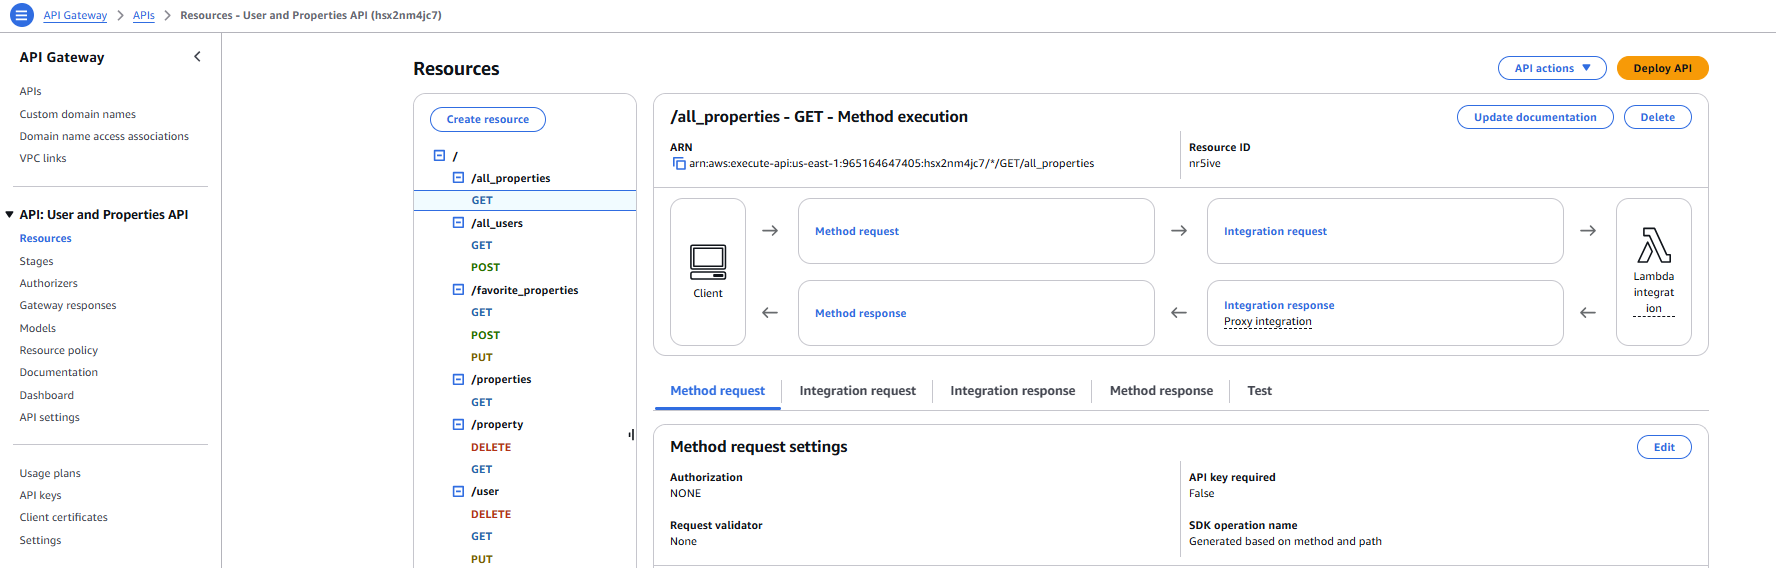 API Gateway > APIs > Resources - User and Properties API (hsx2nm4jc7)
API Gateway
APIs
Custom domain names
Domain name access associations
VPC links
API: User and Properties API
Resources
Stages
Authorizers
Gateway responses
Models
Resource policy
Documentation
Dashboard
API settings
Usage plans
API keys
Client certificates
Settings
Resources
API actions
Deploy API
Create resource
/
/all_properties
GET
/all_users
GET
POST
/favorite_properties
GET
POST
PUT
/properties
GET
/property
DELETE
GET
/user
DELETE
GET
PUT
/all_properties - GET - Method execution
Update documentation
Delete
ARN
arn:aws:execute-api:us-east-1:965164647405:hsx2nm4jc7/*/GET/all_properties
Resource ID
nr5ive
Client
Method request
Integration request
Method response
Integration response
Proxy integration
Lambda
integrat
ion
Method request
Integration request
Integration response
Method response
Test
Method request settings
Edit
Authorization
NONE
API key required
False
Request validator
None
SDK operation name
Generated based on method and path